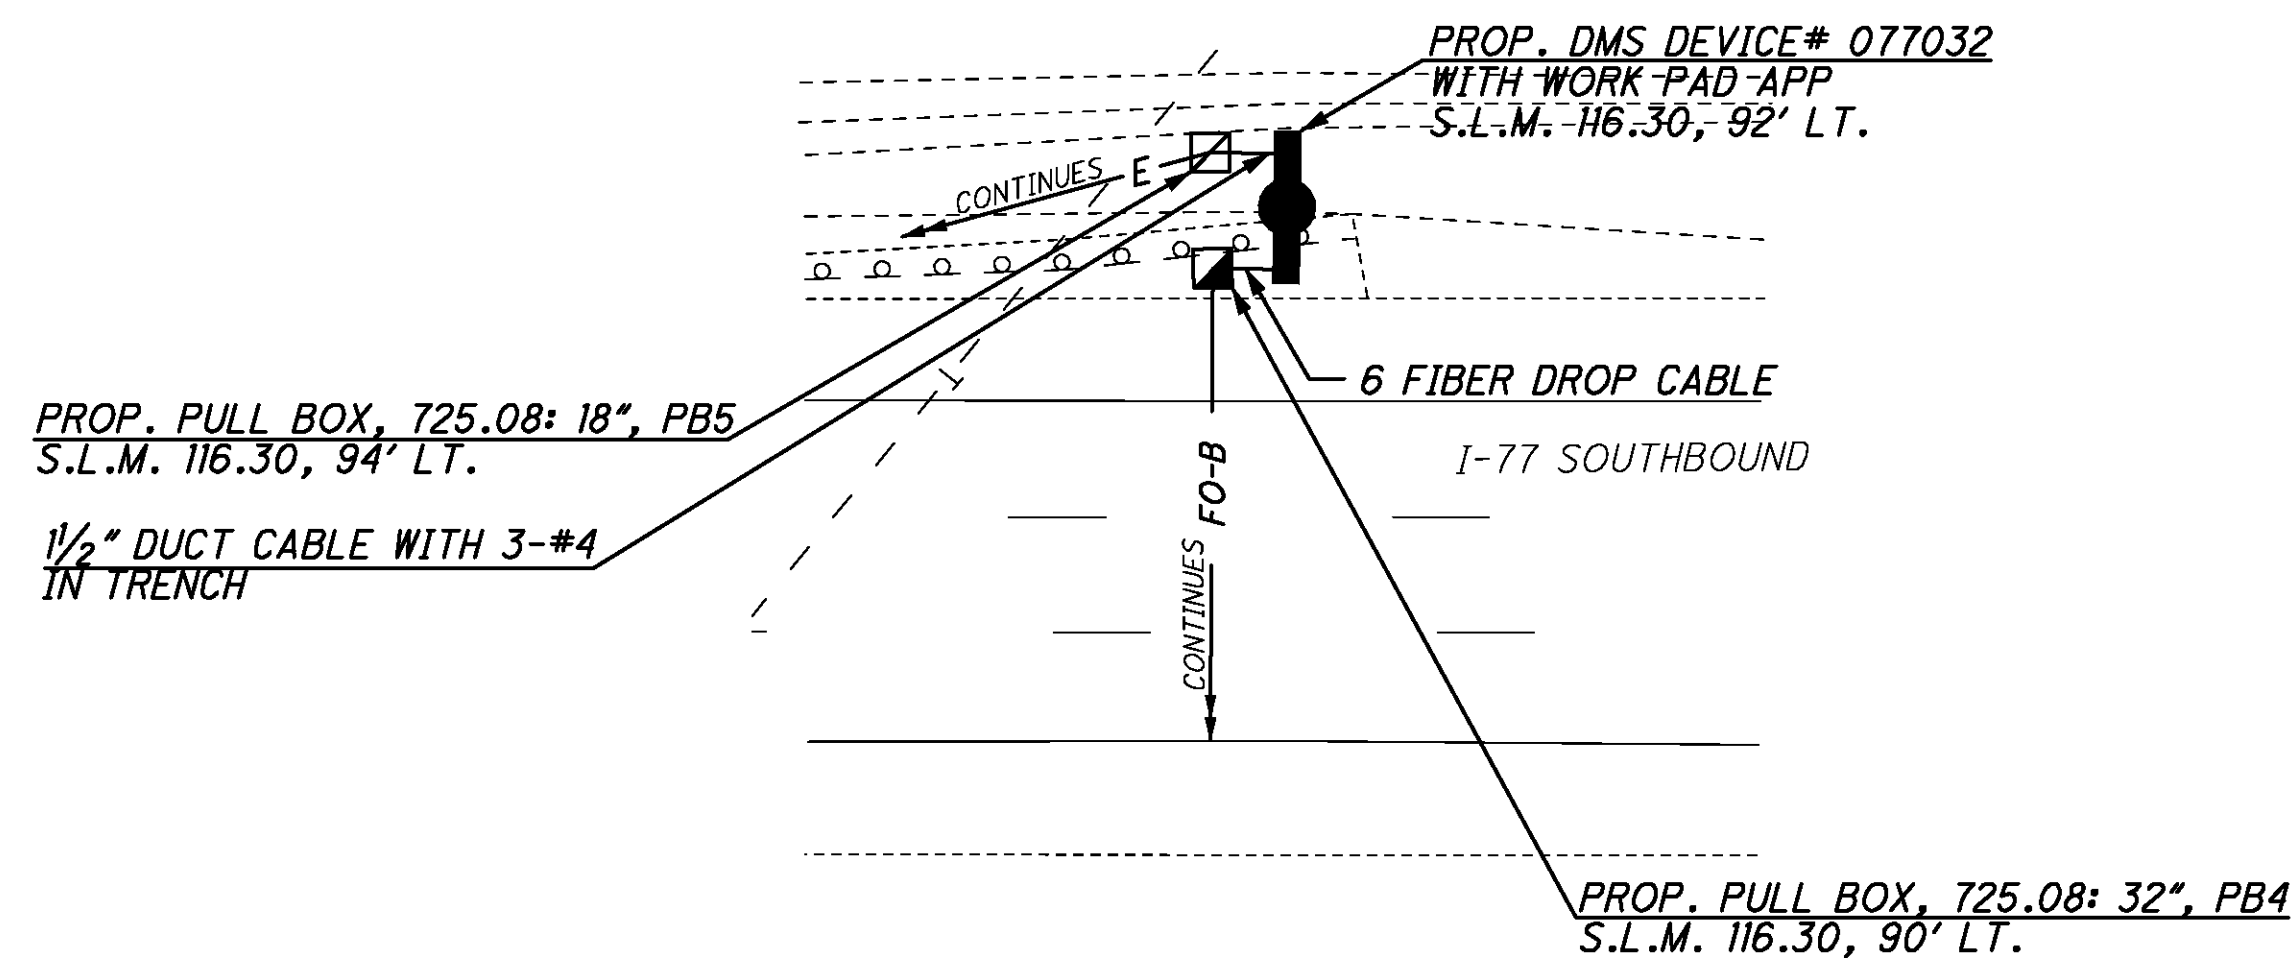 PROP. DMS DEVICE# 077032
WITH WORK PAD APP
S.L.M. 116.30, 92' LT.
CONTINUES E
6 FIBER DROP CABLE
PROP. PULL BOX, 725.08: 18", PB5
S.L.M. 116.30, 94' LT.
I-77 SOUTHBOUND
1½" DUCT CABLE WITH 3-#4
IN TRENCH
CONTINUES FO-B
PROP. PULL BOX, 725.08: 32", PB4
S.L.M. 116.30, 90' LT.